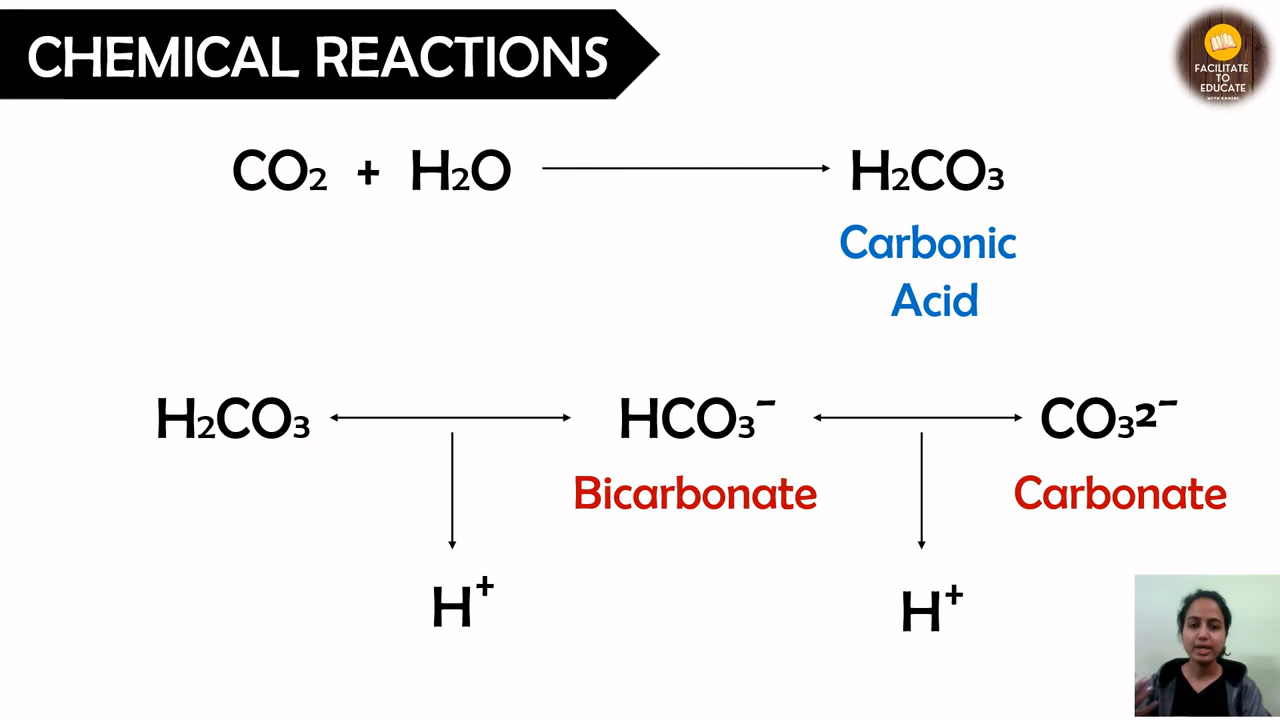 CHEMICAL REACTIONS
FACILITATE
TO
EDUCATE
CO₂ + H₂O
H₂CO₃
Carbonic
Acid
H₂CO₃
HCO₃⁻
CO₃²⁻
Bicarbonate
Carbonate
H⁺
H⁺